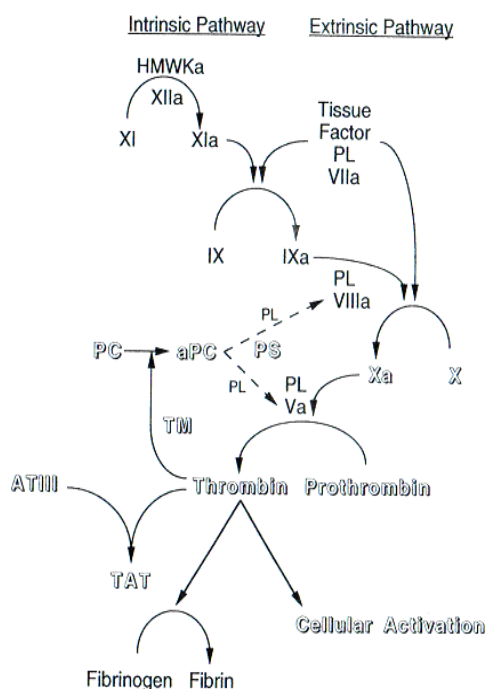 Intrinsic Pathway Extrinsic Pathway
HMWKa
XIIa
XI XIa
Tissue
Factor
PL
VIIa
IX IXa
PL
VIIIa
PL
PC aPC PS
PL
PL
Va
Xa X
TM
ATIII Thrombin Prothrombin
TAT
Cellular Activation
Fibrinogen Fibrin